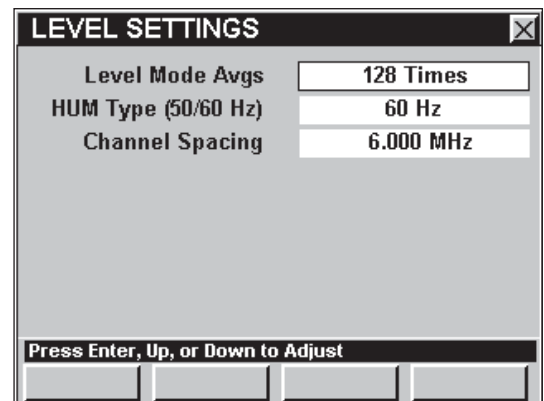 LEVEL SETTINGS
Level Mode Avgs 128 Times
HUM Type (50/60 Hz) 60 Hz
Channel Spacing 6.000 MHz
Press Enter, Up, or Down to Adjust